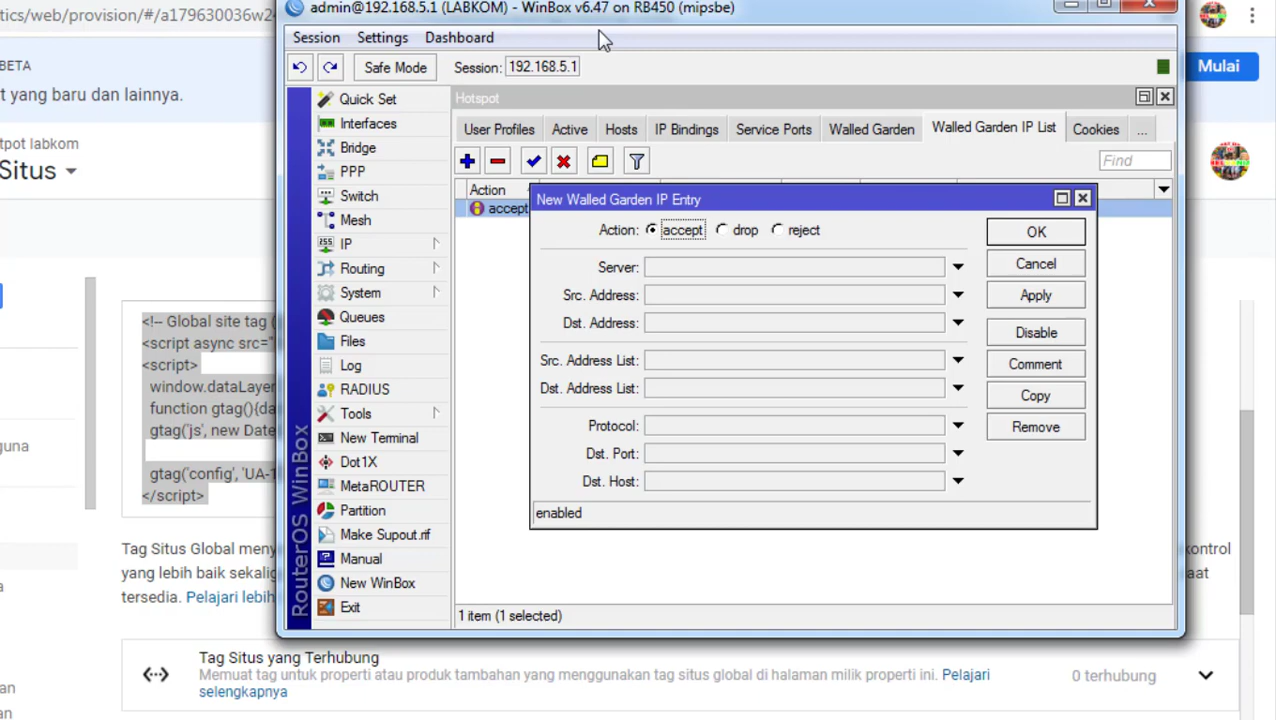 tics/web/provision/#/a179630036w2
BETA
t yang baru dan lainnya.
Mulai
otpot labkom
Situs
guna
<!-- Global site tag (
<script async src="
<script>
window.dataLayer
function gtag(){da
gtag('js', new Date
gtag('config', 'UA-1
</script>
Tag Situs Global meny
yang lebih baik sekalig
tersedia. Pelajari lebih
kontrol
aat
an
an
Tag Situs yang Terhubung
Memuat tag untuk properti atau produk tambahan yang menggunakan tag situs global di halaman milik properti ini. Pelajari
selengkapnya
0 terhubung
admin@192.168.5.1 (LABKOM) - WinBox v6.47 on RB450 (mipsbe)
Session Settings Dashboard
Safe Mode Session: 192.168.5.1
RouterOS WinBox
Quick Set
Interfaces
Bridge
PPP
Switch
Mesh
IP
Routing
System
Queues
Files
Log
RADIUS
Tools
New Terminal
Dot1X
MetaROUTER
Partition
Make Supout.rif
Manual
New WinBox
Exit
Hotspot
User Profiles Active Hosts IP Bindings Service Ports Walled Garden Walled Garden IP List Cookies ...
Find
Action
accept
1 item (1 selected)
New Walled Garden IP Entry
Action: accept drop reject
Server:
Src. Address:
Dst. Address:
Src. Address List:
Dst. Address List:
Protocol:
Dst. Port:
Dst. Host:
enabled
OK
Cancel
Apply
Disable
Comment
Copy
Remove